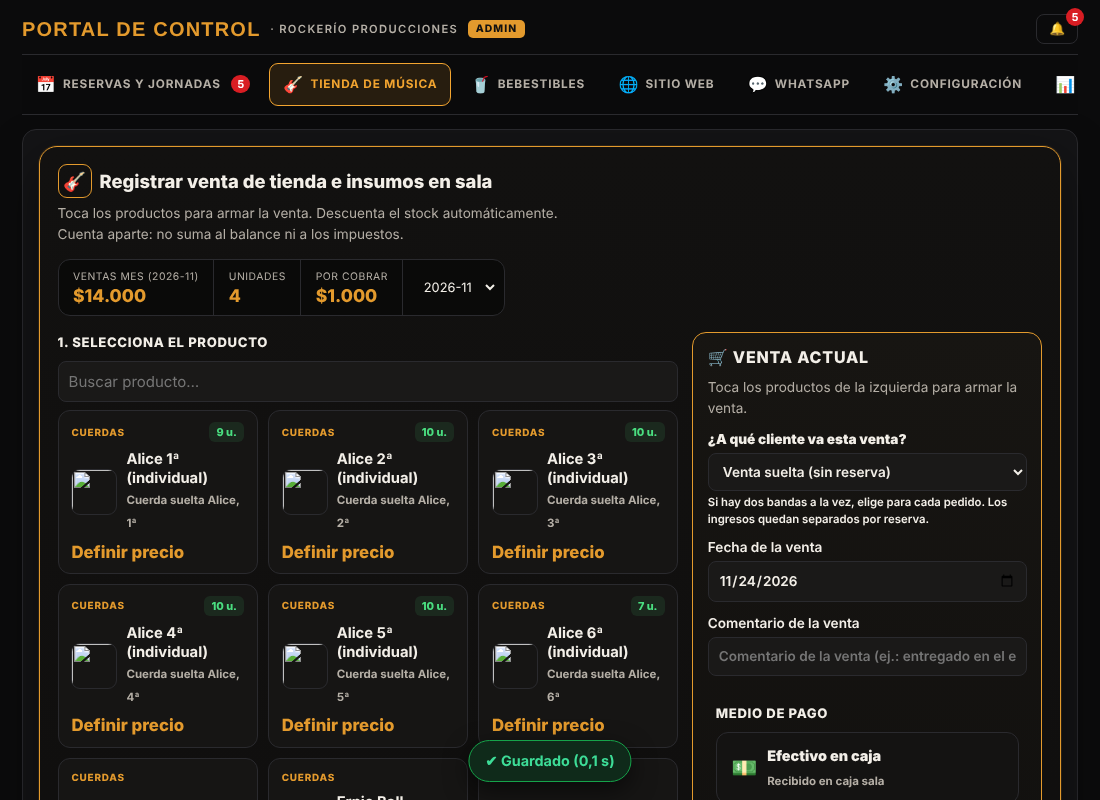 PORTAL DE CONTROL · ROCKERÍO PRODUCCIONES ADMIN
5
RESERVAS Y JORNADAS 5
TIENDA DE MÚSICA
BEBESTIBLES
SITIO WEB
WHATSAPP
CONFIGURACIÓN
Registrar venta de tienda e insumos en sala
Toca los productos para armar la venta. Descuenta el stock automáticamente.
Cuenta aparte: no suma al balance ni a los impuestos.
VENTAS MES (2026-11)
$14.000
UNIDADES
4
POR COBRAR
$1.000
2026-11
1. SELECCIONA EL PRODUCTO
Buscar producto...
CUERDAS 9 u.
Alice 1ª
(individual)
Cuerda suelta Alice,
1ª
Definir precio
CUERDAS 10 u.
Alice 2ª
(individual)
Cuerda suelta Alice,
2ª
Definir precio
CUERDAS 10 u.
Alice 3ª
(individual)
Cuerda suelta Alice,
3ª
Definir precio
CUERDAS 10 u.
Alice 4ª
(individual)
Cuerda suelta Alice,
4ª
Definir precio
CUERDAS 10 u.
Alice 5ª
(individual)
Cuerda suelta Alice,
5ª
Definir precio
CUERDAS 7 u.
Alice 6ª
(individual)
Cuerda suelta Alice,
6ª
Definir precio
CUERDAS
CUERDAS
Ernie Ball
✔ Guardado (0,1 s)
VENTA ACTUAL
Toca los productos de la izquierda para armar la
venta.
¿A qué cliente va esta venta?
Venta suelta (sin reserva)
Si hay dos bandas a la vez, elige para cada pedido. Los
ingresos quedan separados por reserva.
Fecha de la venta
11/24/2026
Comentario de la venta
Comentario de la venta (ej.: entregado en el e
MEDIO DE PAGO
Efectivo en caja
Recibido en caja sala